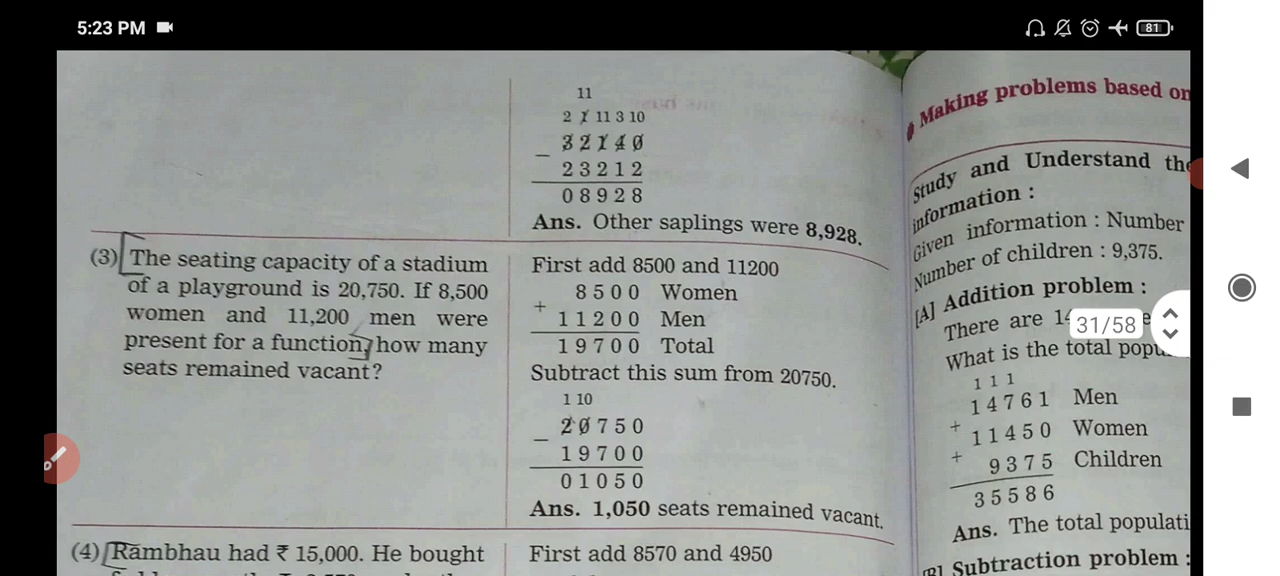 5:23 PM
81
11
2 1 11 3 10
3 2 1 4 0
− 2 3 2 1 2
0 8 9 2 8
Ans. Other saplings were 8,928.
(3) The seating capacity of a stadium
of a playground is 20,750. If 8,500
women and 11,200 men were
present for a function, how many
seats remained vacant?
First add 8500 and 11200
8 5 0 0 Women
+ 1 1 2 0 0 Men
1 9 7 0 0 Total
Subtract this sum from 20750.
1 10
2 0 7 5 0
− 1 9 7 0 0
0 1 0 5 0
Ans. 1,050 seats remained vacant.
(4) Rambhau had ₹ 15,000. He bought
First add 8570 and 4950
Making problems based on
Study and Understand the
information :
Given information : Number
Number of children : 9,375.
[A] Addition problem :
There are
31/58
What is the total
1 1 1
1 4 7 6 1 Men
+ 1 1 4 5 0 Women
+ 9 3 7 5 Children
3 5 5 8 6
Ans. The total
Subtraction problem :